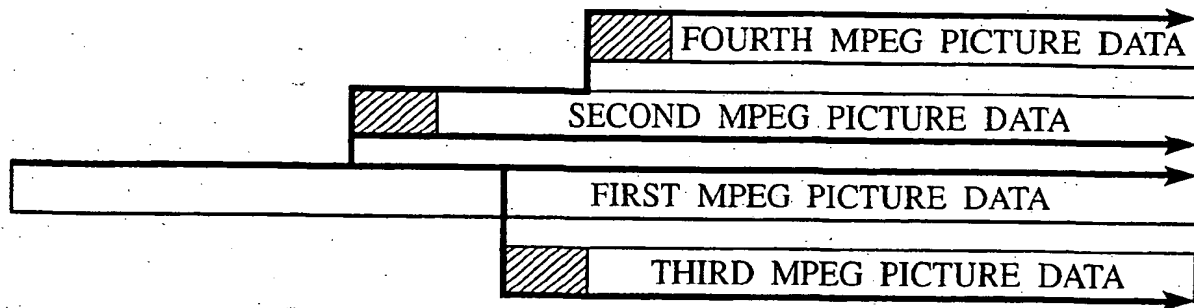 FOURTH MPEG PICTURE DATA
SECOND MPEG PICTURE DATA
FIRST MPEG PICTURE DATA
THIRD MPEG PICTURE DATA